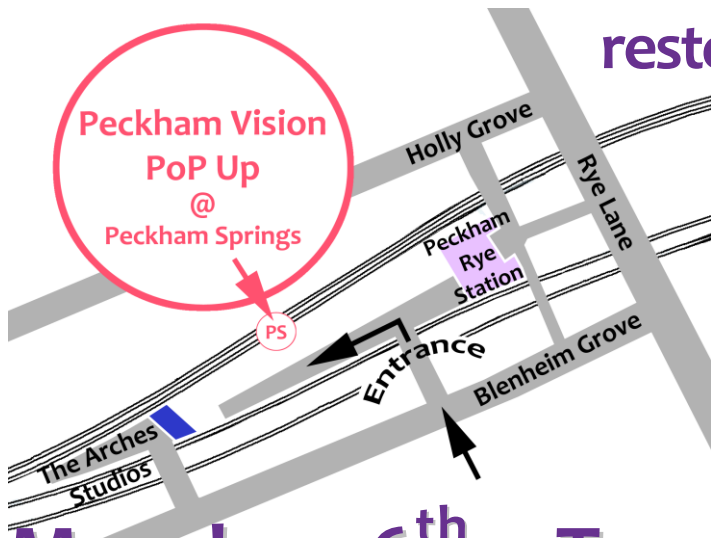 Peckham Vision
PoP Up
@
Peckham Springs
Holly Grove
Rye Lane
Peckham
Rye
Station
PS
Entrance
Blenheim Grove
The Arches
Studios
6th